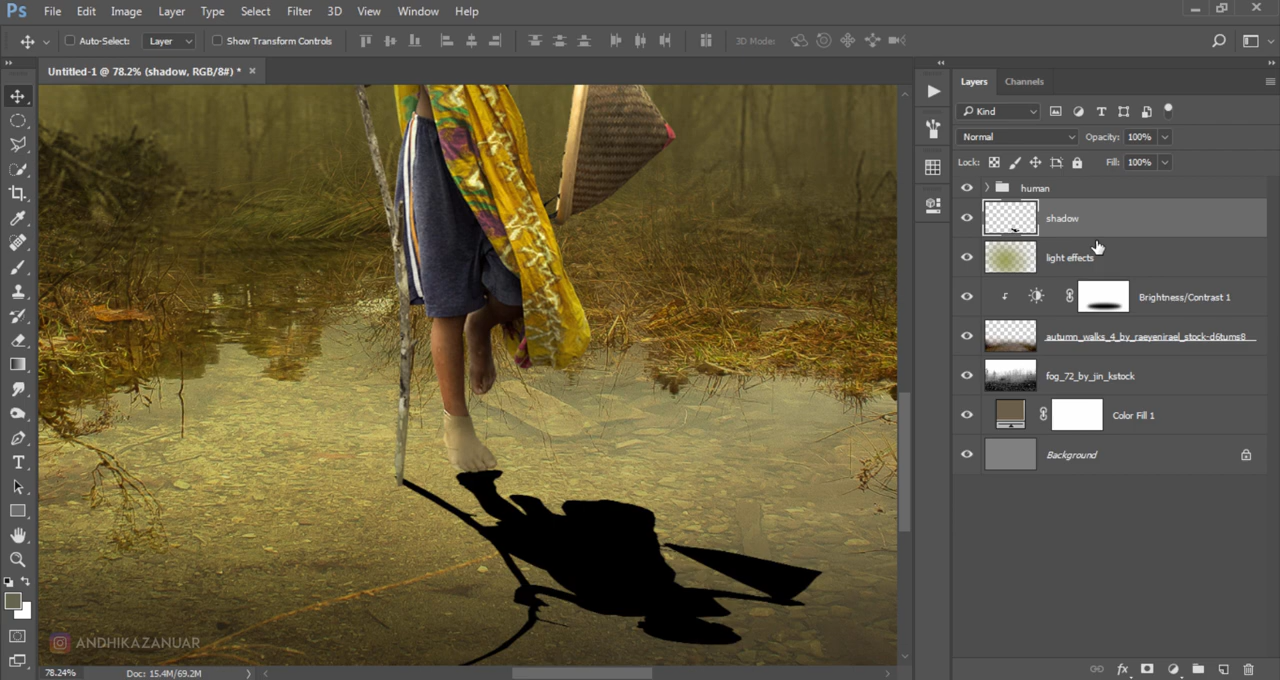 Ps File Edit Image Layer Type Select Filter 3D View Window Help
Auto-Select: Layer Show Transform Controls 3D Mode:
Untitled-1 @ 78.2% (shadow, RGB/8#) * ×
Layers Channels
Kind
Normal Opacity: 100%
Lock: Fill: 100%
human
shadow
light effects
Brightness/Contrast 1
autumn_walks_4_by_raeyenirael_stock-d6tums8
fog_72_by_jin_kstock
Color Fill 1
Background
ANDHIKAZANUAR
78.24% Doc: 15.4M/69.2M